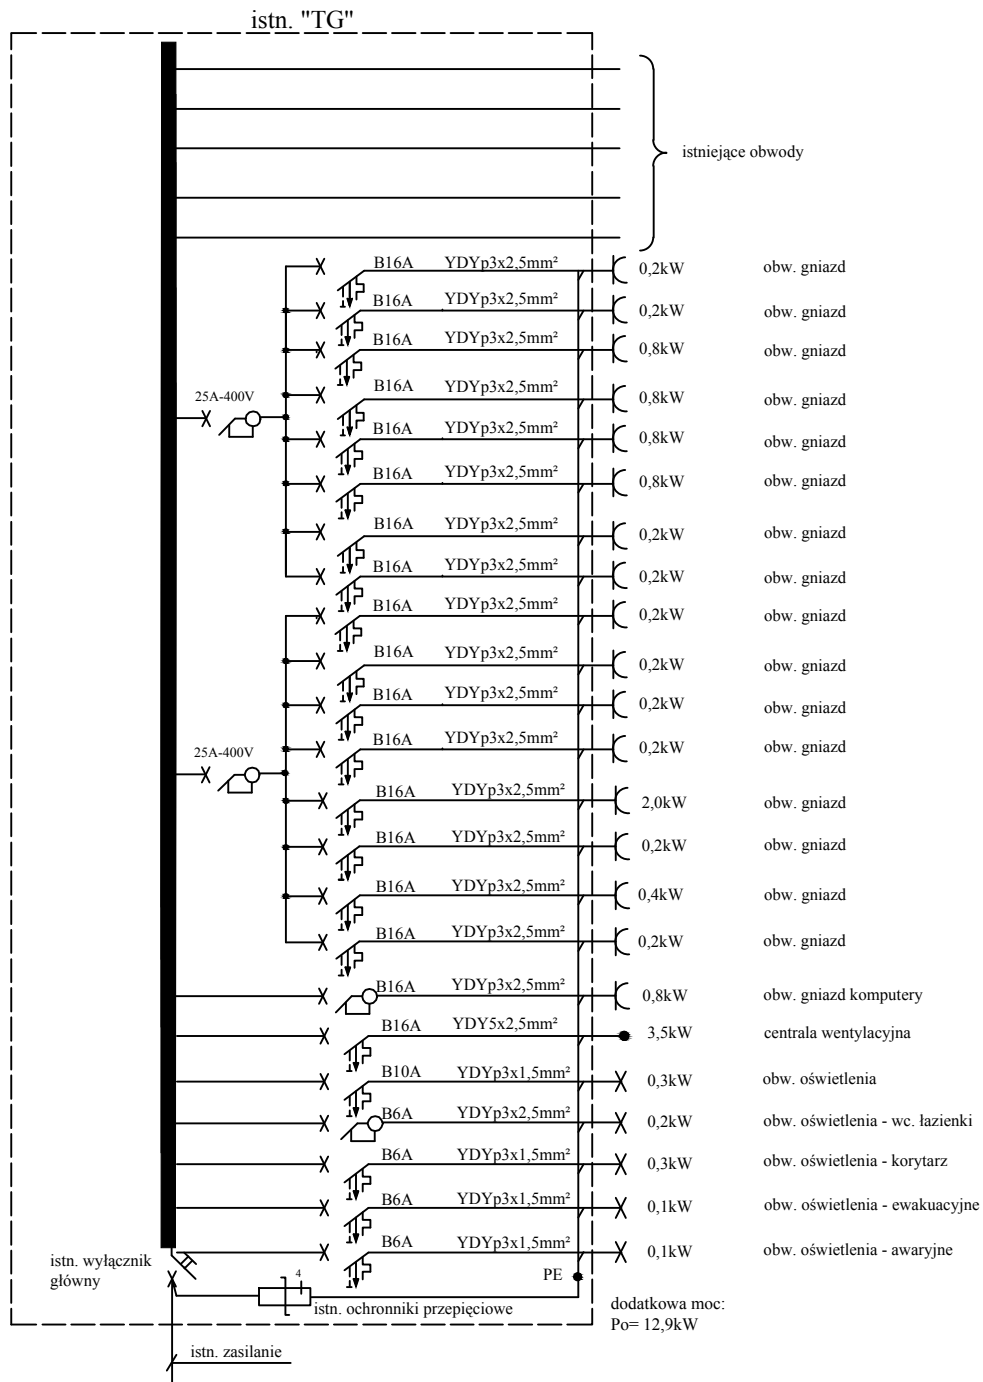 istn. "TG"
istniejące obwody
B16A YDYp3x2,5mm² 0,2kW obw. gniazd
B16A YDYp3x2,5mm² 0,2kW obw. gniazd
B16A YDYp3x2,5mm² 0,8kW obw. gniazd
25A-400V
B16A YDYp3x2,5mm² 0,8kW obw. gniazd
B16A YDYp3x2,5mm² 0,8kW obw. gniazd
B16A YDYp3x2,5mm² 0,8kW obw. gniazd
B16A YDYp3x2,5mm² 0,2kW obw. gniazd
B16A YDYp3x2,5mm² 0,2kW obw. gniazd
B16A YDYp3x2,5mm² 0,2kW obw. gniazd
B16A YDYp3x2,5mm² 0,2kW obw. gniazd
B16A YDYp3x2,5mm² 0,2kW obw. gniazd
B16A YDYp3x2,5mm² 0,2kW obw. gniazd
25A-400V
B16A YDYp3x2,5mm² 2,0kW obw. gniazd
B16A YDYp3x2,5mm² 0,2kW obw. gniazd
B16A YDYp3x2,5mm² 0,4kW obw. gniazd
B16A YDYp3x2,5mm² 0,2kW obw. gniazd
B16A YDYp3x2,5mm² 0,8kW obw. gniazd komputery
B16A YDY5x2,5mm² 3,5kW centrala wentylacyjna
B10A YDYp3x1,5mm² 0,3kW obw. oświetlenia
B6A YDYp3x2,5mm² 0,2kW obw. oświetlenia - wc. łazienki
B6A YDYp3x1,5mm² 0,3kW obw. oświetlenia - korytarz
B6A YDYp3x1,5mm² 0,1kW obw. oświetlenia - ewakuacyjne
B6A YDYp3x1,5mm² 0,1kW obw. oświetlenia - awaryjne
istn. wyłącznik
główny
4
PE
istn. ochronniki przepięciowe
dodatkowa moc:
Po= 12,9kW
istn. zasilanie